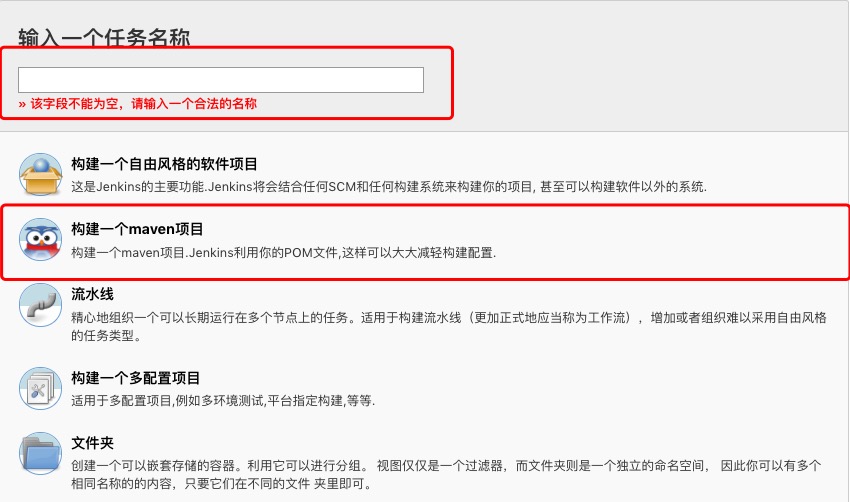 输入一个任务名称
» 该字段不能为空，请输入一个合法的名称
构建一个自由风格的软件项目
这是Jenkins的主要功能.Jenkins将会结合任何SCM和任何构建系统来构建你的项目, 甚至可以构建软件以外的系统.
构建一个maven项目
构建一个maven项目.Jenkins利用你的POM文件,这样可以大大减轻构建配置.
流水线
精心地组织一个可以长期运行在多个节点上的任务。适用于构建流水线（更加正式地应当称为工作流），增加或者组织难以采用自由风格
的任务类型。
构建一个多配置项目
适用于多配置项目,例如多环境测试,平台指定构建,等等.
文件夹
创建一个可以嵌套存储的容器。利用它可以进行分组。 视图仅仅是一个过滤器，而文件夹则是一个独立的命名空间， 因此你可以有多个
相同名称的的内容，只要它们在不同的文件 夹里即可。